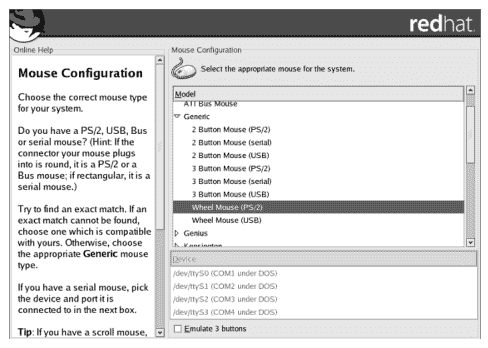 redhat
Online Help
Mouse Configuration
Choose the correct mouse type
for your system.
Do you have a PS/2, USB, Bus
or serial mouse? (Hint: If the
connector your mouse plugs
into is round, it is a PS/2 or a
Bus mouse; if rectangular, it is a
serial mouse.)
Try to find an exact match. If an
exact match cannot be found,
choose one which is compatible
with yours. Otherwise, choose
the appropriate Generic mouse
type.
If you have a serial mouse, pick
the device and port it is
connected to in the next box.
Tip: If you have a scroll mouse,
Mouse Configuration
Select the appropriate mouse for the system.
Model
ATI Bus Mouse
Generic
2 Button Mouse (PS/2)
2 Button Mouse (serial)
2 Button Mouse (USB)
3 Button Mouse (PS/2)
3 Button Mouse (serial)
3 Button Mouse (USB)
Wheel Mouse (PS/2)
Wheel Mouse (USB)
Genius
Kensington
Device
/dev/ttyS0 (COM1 under DOS)
/dev/ttyS1 (COM2 under DOS)
/dev/ttyS2 (COM3 under DOS)
/dev/ttyS3 (COM4 under DOS)
Emulate 3 buttons